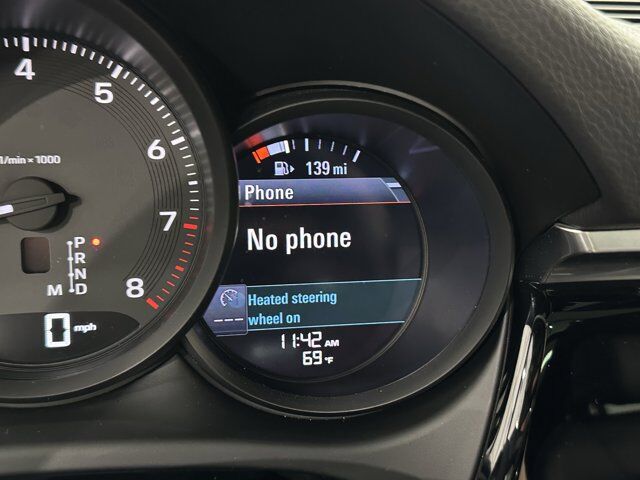 4
5
6
7
8
1/min × 1000
P
R
N
M D
0 mph
139 mi
Phone
No phone
Heated steering
wheel on
---
11:42 AM
69 °F